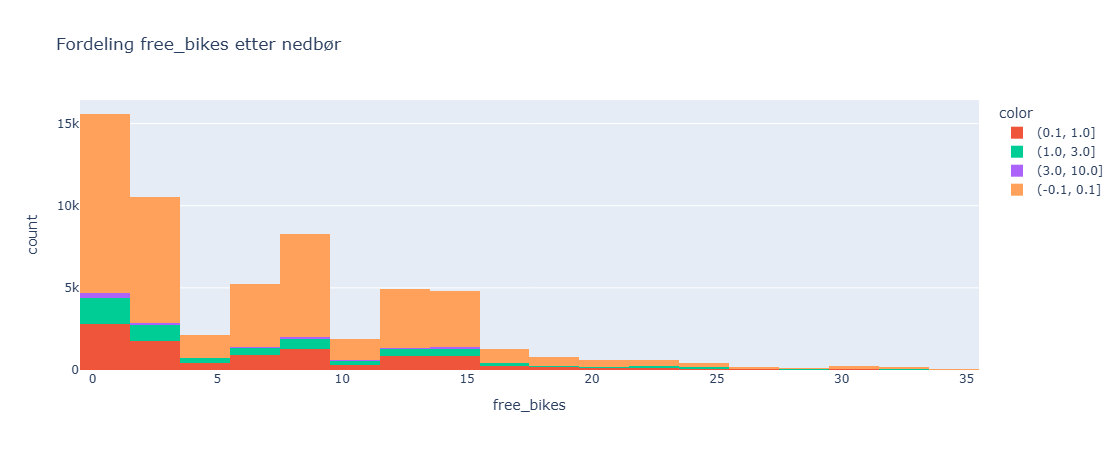 Fordeling free_bikes etter nedbør
color
(0.1, 1.0]
(1.0, 3.0]
(3.0, 10.0]
(-0.1, 0.1]
15k
10k
5k
0
count
0 5 10 15 20 25 30 35
free_bikes